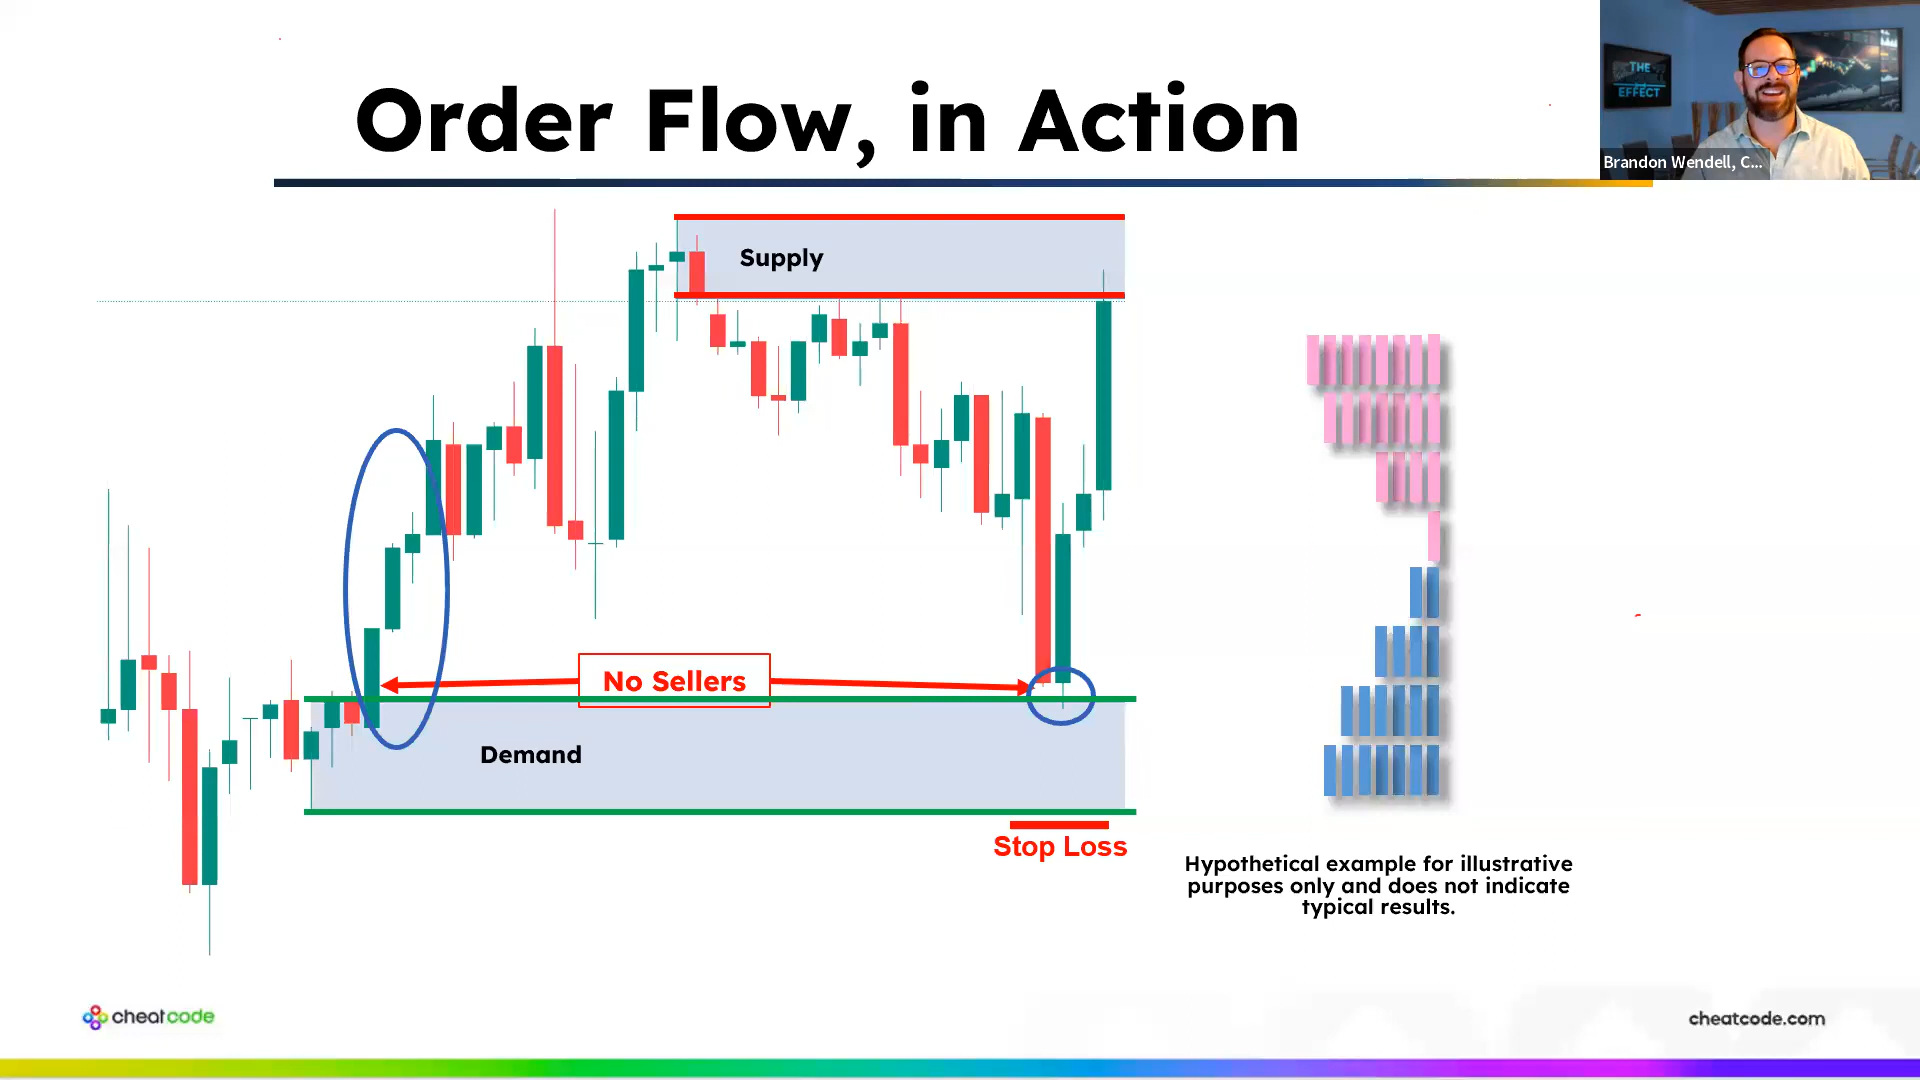 Order Flow, in Action
THE
EFFECT
Brandon Wendell, C...
Supply
No Sellers
Demand
Stop Loss
Hypothetical example for illustrative
purposes only and does not indicate
typical results.
cheatcode
cheatcode.com